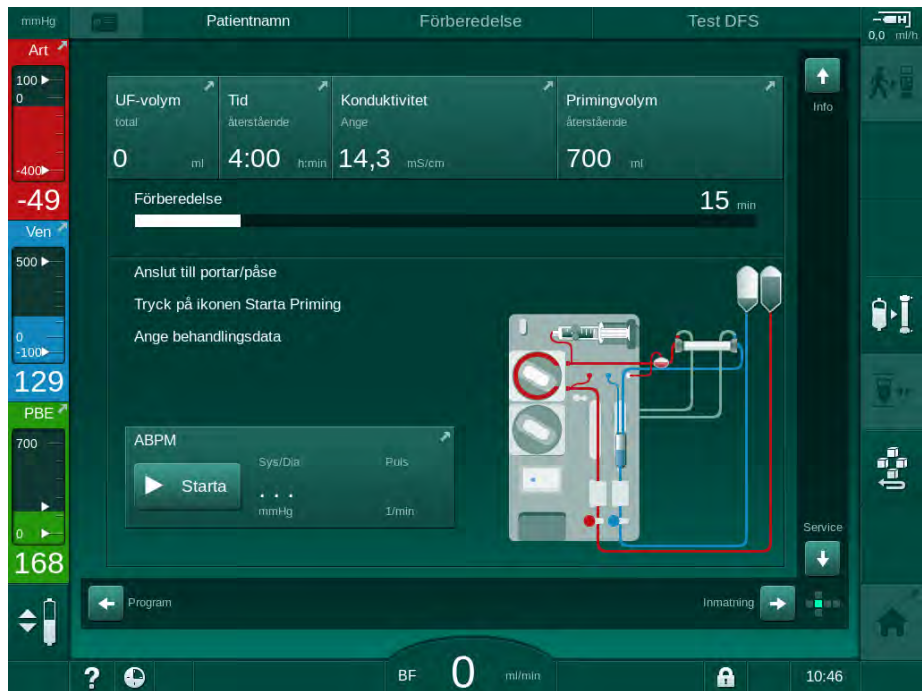 mmHg
Patientnamn
Förberedelse
Test DFS
0,0 ml/h
Art
100
0
-400
-49
Ven
500
0
-100
129
PBE
700
0
168
UF-volym
total
0 ml
Tid
återstående
4:00 h:min
Konduktivitet
Ange
14,3 mS/cm
Primingvolym
återstående
700 ml
Info
Förberedelse
15 min
Anslut till portar/påse
Tryck på ikonen Starta Priming
Ange behandlingsdata
ABPM
Starta
Sys/Dia
. . .
mmHg
Puls
1/min
Service
Program
Inmatning
?
BF 0 ml/min
10:46